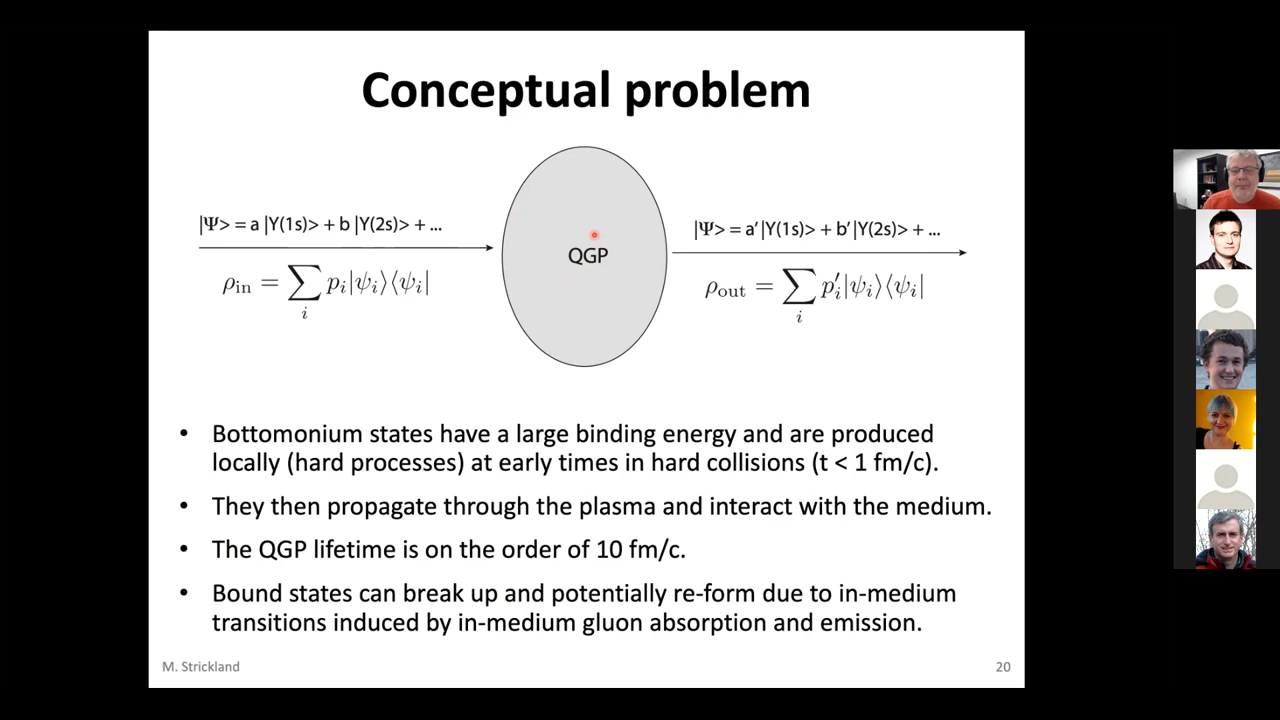 Conceptual problem
|Ψ> = a |Υ(1s)> + b |Υ(2s)> + ...
ρin = ∑i pi|ψi⟩⟨ψi|
QGP
|Ψ> = a′|Υ(1s)> + b′|Υ(2s)> + ...
ρout = ∑i p′i|ψi⟩⟨ψi|
• Bottomonium states have a large binding energy and are produced
locally (hard processes) at early times in hard collisions (t < 1 fm/c).
• They then propagate through the plasma and interact with the medium.
• The QGP lifetime is on the order of 10 fm/c.
• Bound states can break up and potentially re-form due to in-medium
transitions induced by in-medium gluon absorption and emission.
M. Strickland
20